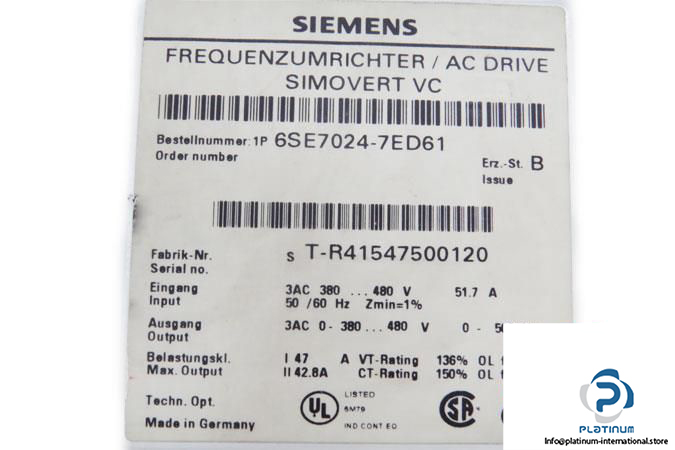 SIEMENS
FREQUENZUMRICHTER / AC DRIVE
SIMOVERT VC
Bestellnummer: 1P 6SE7024-7ED61
Order number
Erz.-St. B
Issue
Fabrik-Nr. S T-R41547500120
Serial no.
Eingang 3AC 380 ... 480 V 51.7 A
Input 50 /60 Hz Zmin=1%
Ausgang 3AC 0- 380 ... 480 V 0 -
Output
Belastungskl. I 47 A VT-Rating 136% OL
Max. Output II 42.8A CT-Rating 150% OL
Techn. Opt.
Made in Germany
UL
LISTED
5M79
IND CONT EQ
SA
PLATINUM
Info@platinum-international.store